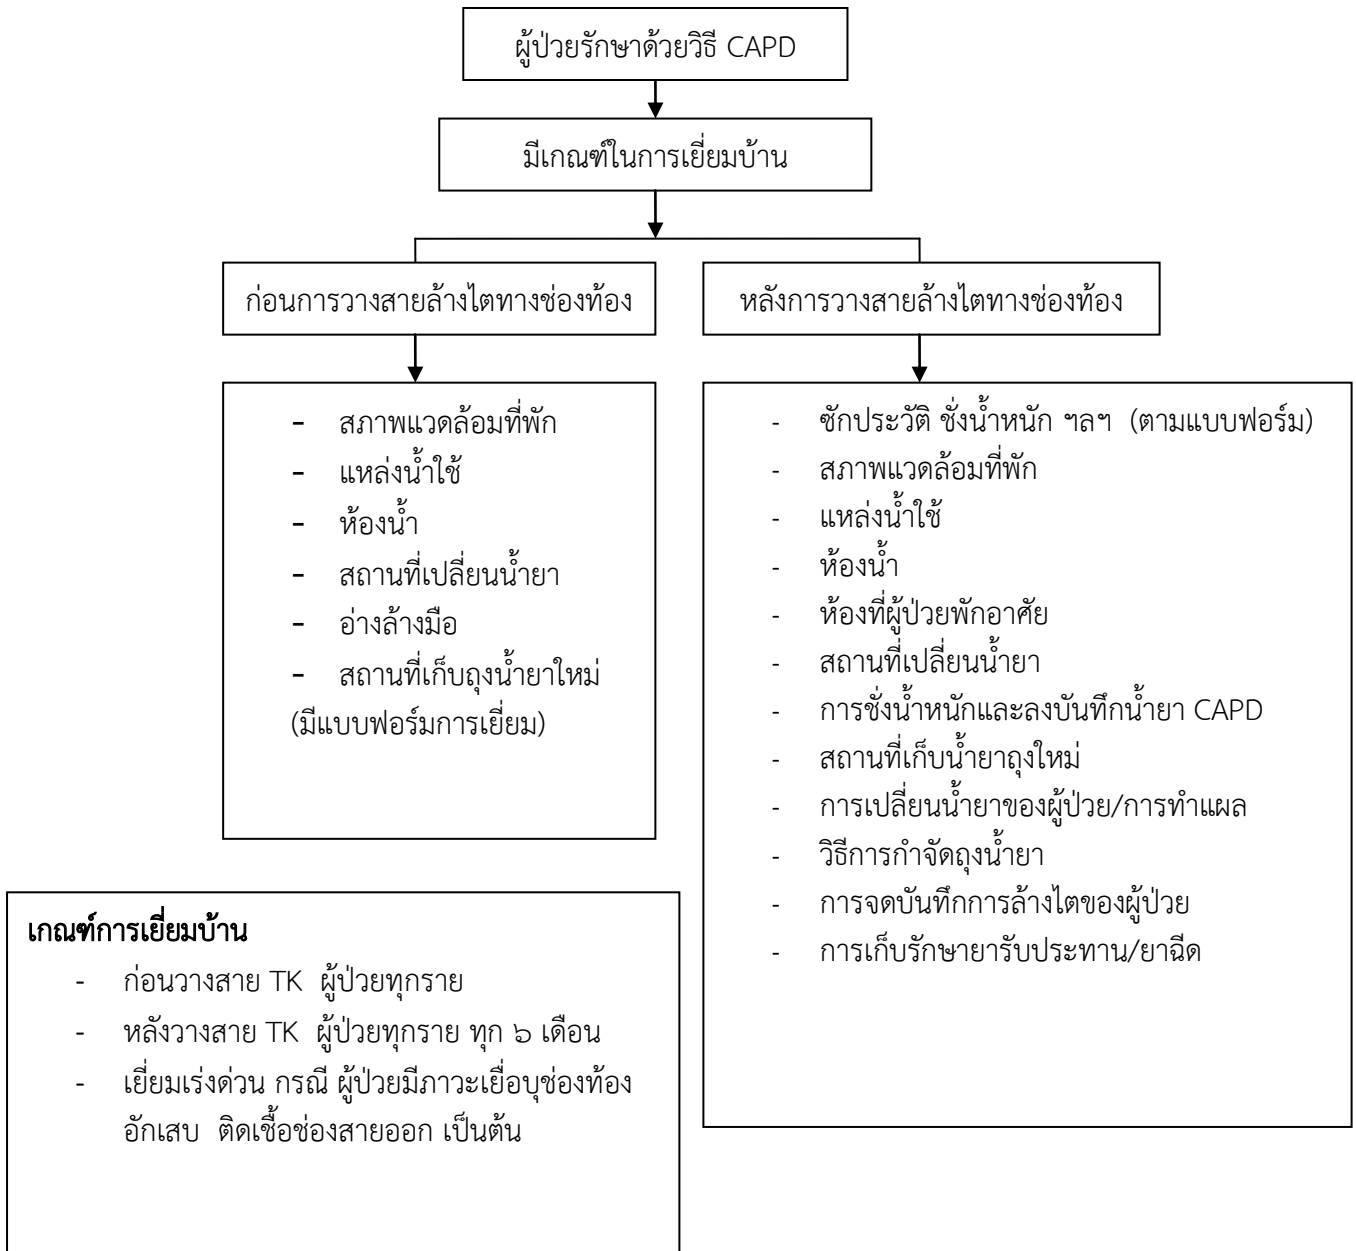 ผู้ป่วยรักษาด้วยวิธี CAPD
มีเกณฑ์ในการเยี่ยมบ้าน
ก่อนการวางสายล้างไตทางช่องท้อง
หลังการวางสายล้างไตทางช่องท้อง
- สภาพแวดล้อมที่พัก
- แหล่งน้ำใช้
- ห้องน้ำ
- สถานที่เปลี่ยนน้ำยา
- อ่างล้างมือ
- สถานที่เก็บถุงน้ำยาใหม่
(มีแบบฟอร์มการเยี่ยม)
- ซักประวัติ ชั่งน้ำหนัก ฯลฯ (ตามแบบฟอร์ม)
- สภาพแวดล้อมที่พัก
- แหล่งน้ำใช้
- ห้องน้ำ
- ห้องที่ผู้ป่วยพักอาศัย
- สถานที่เปลี่ยนน้ำยา
- การชั่งน้ำหนักและลงบันทึกน้ำยา CAPD
- สถานที่เก็บน้ำยาถุงใหม่
- การเปลี่ยนน้ำยาของผู้ป่วย/การทำแผล
- วิธีการกำจัดถุงน้ำยา
- การจดบันทึกการล้างไตของผู้ป่วย
- การเก็บรักษายารับประทาน/ยาฉีด
เกณฑ์การเยี่ยมบ้าน
- ก่อนวางสาย TK ผู้ป่วยทุกราย
- หลังวางสาย TK ผู้ป่วยทุกราย ทุก ๖ เดือน
- เยี่ยมเร่งด่วน กรณี ผู้ป่วยมีภาวะเยื่อบุช่องท้อง
อักเสบ ติดเชื้อช่องสายออก เป็นต้น